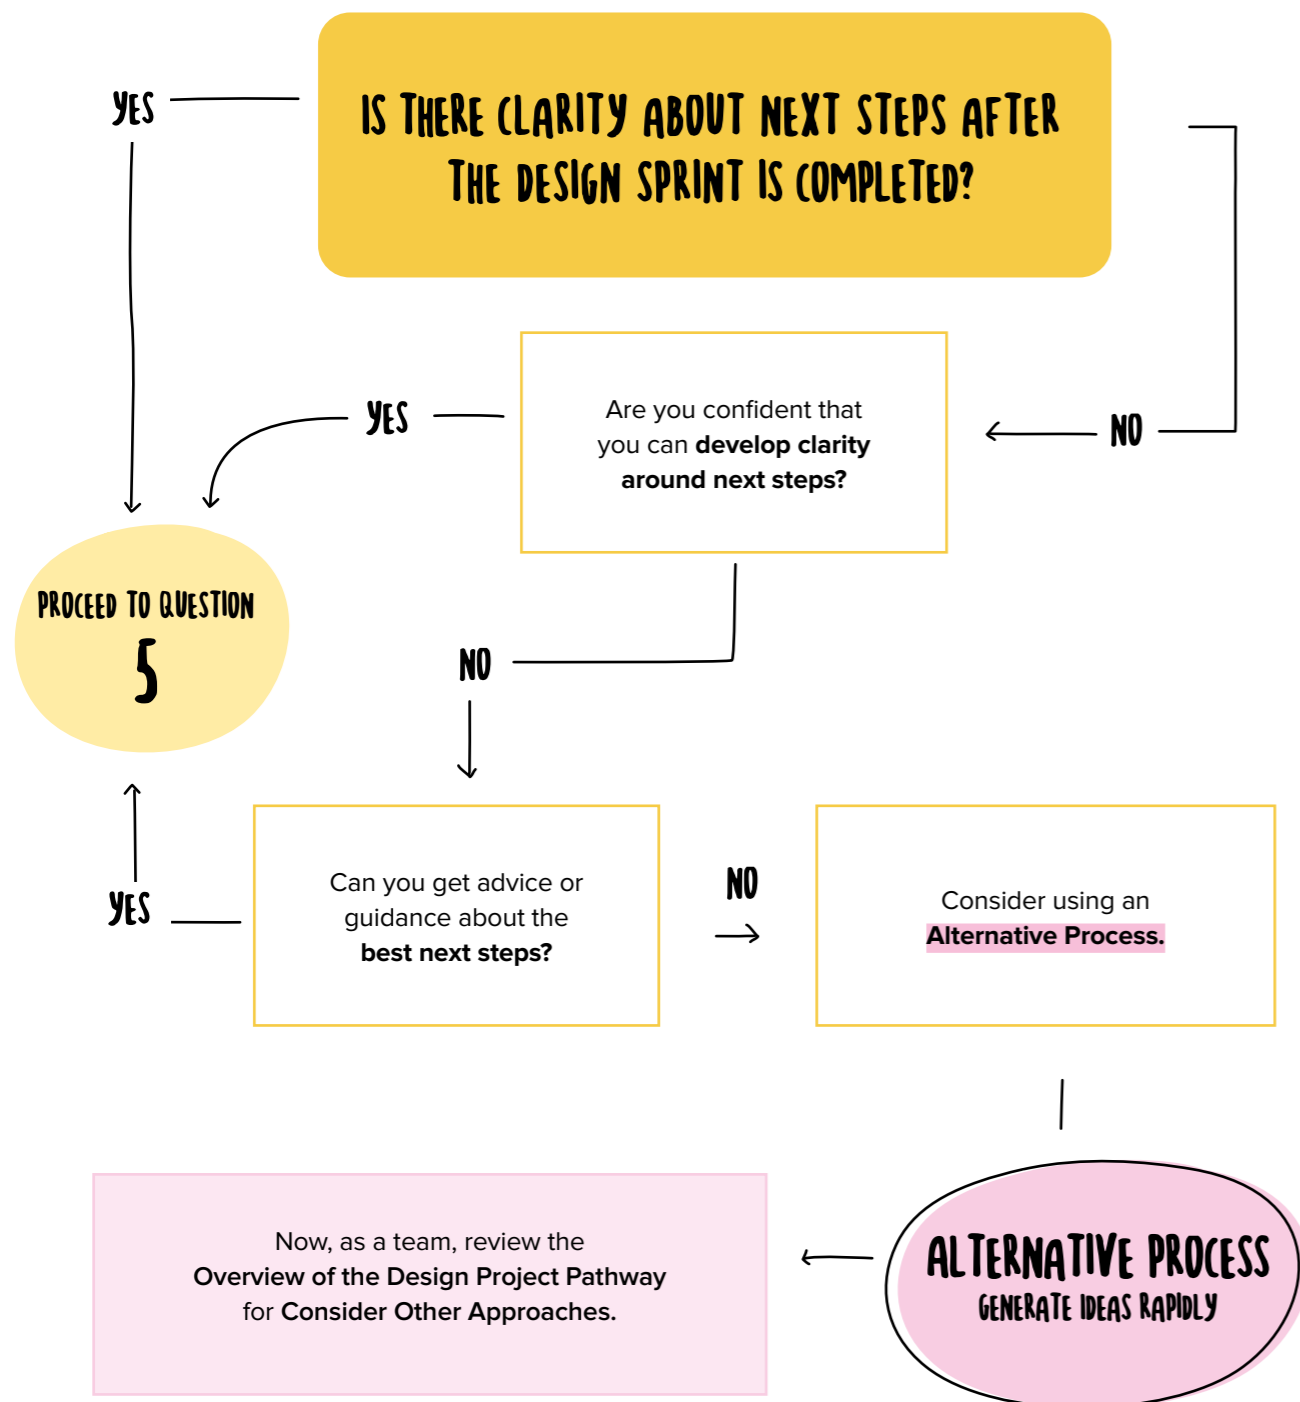 IS THERE CLARITY ABOUT NEXT STEPS AFTER
THE DESIGN SPRINT IS COMPLETED?
YES
NO
Are you confident that
you can develop clarity
around next steps?
YES
PROCEED TO QUESTION
5
NO
Can you get advice or
guidance about the
best next steps?
YES
NO
Consider using an
Alternative Process.
ALTERNATIVE PROCESS
GENERATE IDEAS RAPIDLY
Now, as a team, review the
Overview of the Design Project Pathway
for Consider Other Approaches.